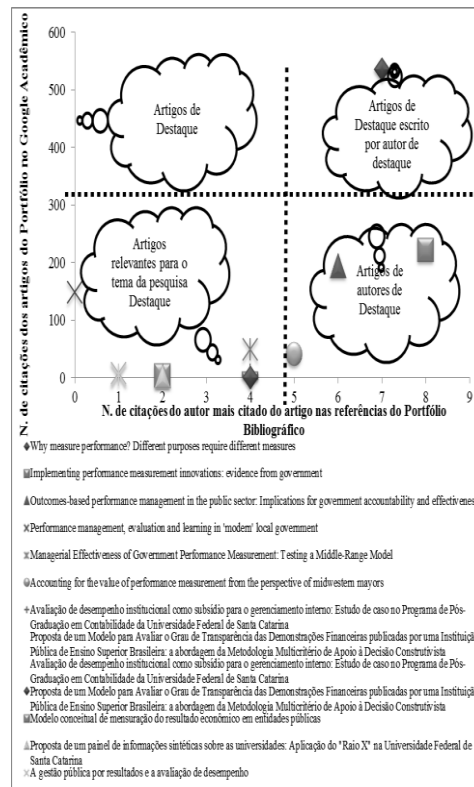 N. de citações dos artigos do Portfólio no Google Acadêmico
600
500
400
300
200
100
0
Artigos de
Destaque
Artigos de
Destaque escrito
por autor de
destaque
Artigos
relevantes para o
tema da pesquisa
Destaque
Artigos de
autores de
Destaque
0 1 2 3 4 5 6 7 8 9
N. de citações do autor mais citado do artigo nas referências do Portfólio
Bibliográfico
Why measure performance? Different purposes require different measures
Implementing performance measurement innovations: evidence from government
Outcomes-based performance management in the public sector: Implications for government accountability and effectiveness
Performance management, evaluation and learning in 'modern' local government
Managerial Effectiveness of Government Performance Measurement: Testing a Middle-Range Model
Accounting for the value of performance measurement from the perspective of midwestern mayors
Avaliação de desempenho institucional como subsídio para o gerenciamento interno: Estudo de caso no Programa de Pós-
Graduação em Contabilidade da Universidade Federal de Santa Catarina
Proposta de um Modelo para Avaliar o Grau de Transparência das Demonstrações Financeiras publicadas por uma Instituiçã
Pública de Ensino Superior Brasileira: a abordagem da Metodologia Multicritério de Apoio à Decisão Construtivista
Avaliação de desempenho institucional como subsídio para o gerenciamento interno: Estudo de caso no Programa de Pós-
Graduação em Contabilidade da Universidade Federal de Santa Catarina
Proposta de um Modelo para Avaliar o Grau de Transparência das Demonstrações Financeiras publicadas por uma Instituiçã
Pública de Ensino Superior Brasileira: a abordagem da Metodologia Multicritério de Apoio à Decisão Construtivista
Modelo conceitual de mensuração do resultado econômico em entidades públicas
Proposta de um painel de informações sintéticas sobre as universidades: Aplicação do "Raio X" na Universidade Federal de
Santa Catarina
A gestão pública por resultados e a avaliação de desempenho